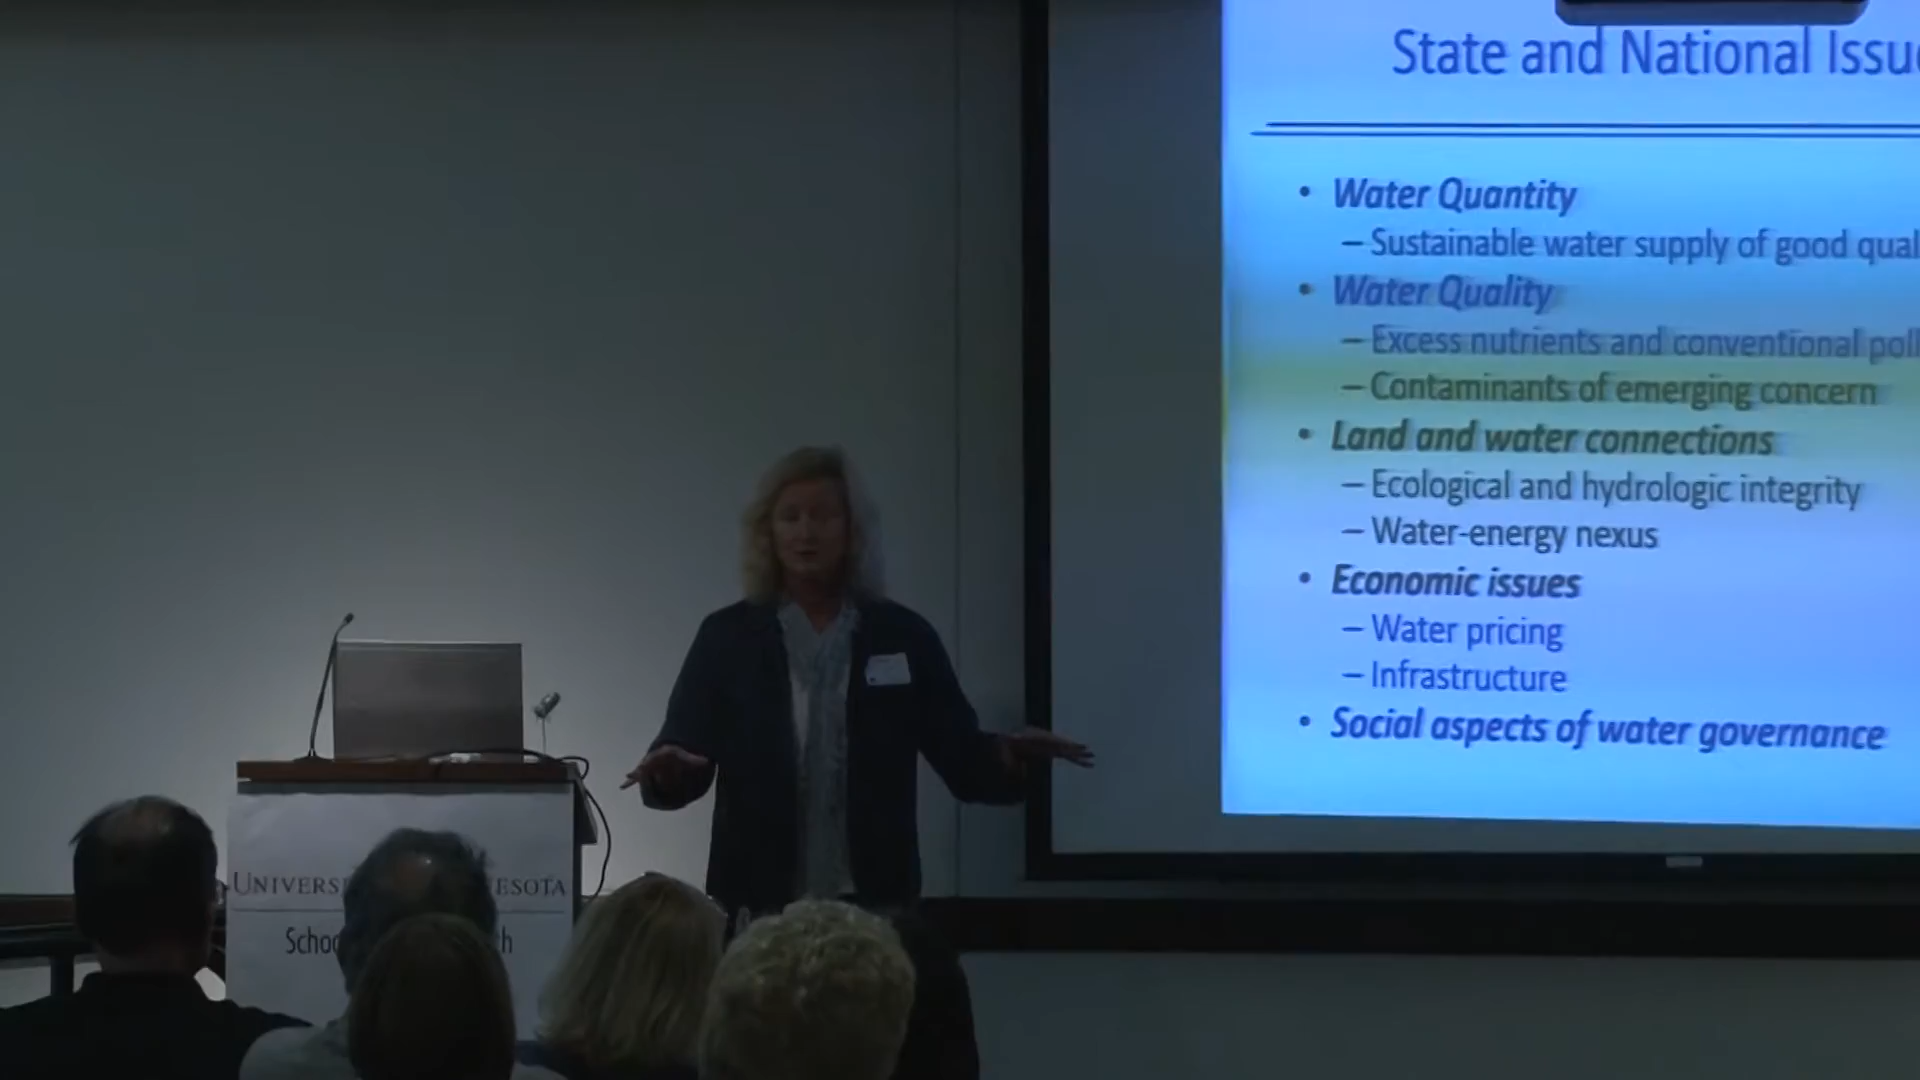 State and National Issu
• Water Quantity
– Sustainable water supply of good qual
• Water Quality
– Excess nutrients and conventional poll
– Contaminants of emerging concern
• Land and water connections
– Ecological and hydrologic integrity
– Water-energy nexus
• Economic issues
– Water pricing
– Infrastructure
• Social aspects of water governance
UNIVERS ESOTA
Schoo h